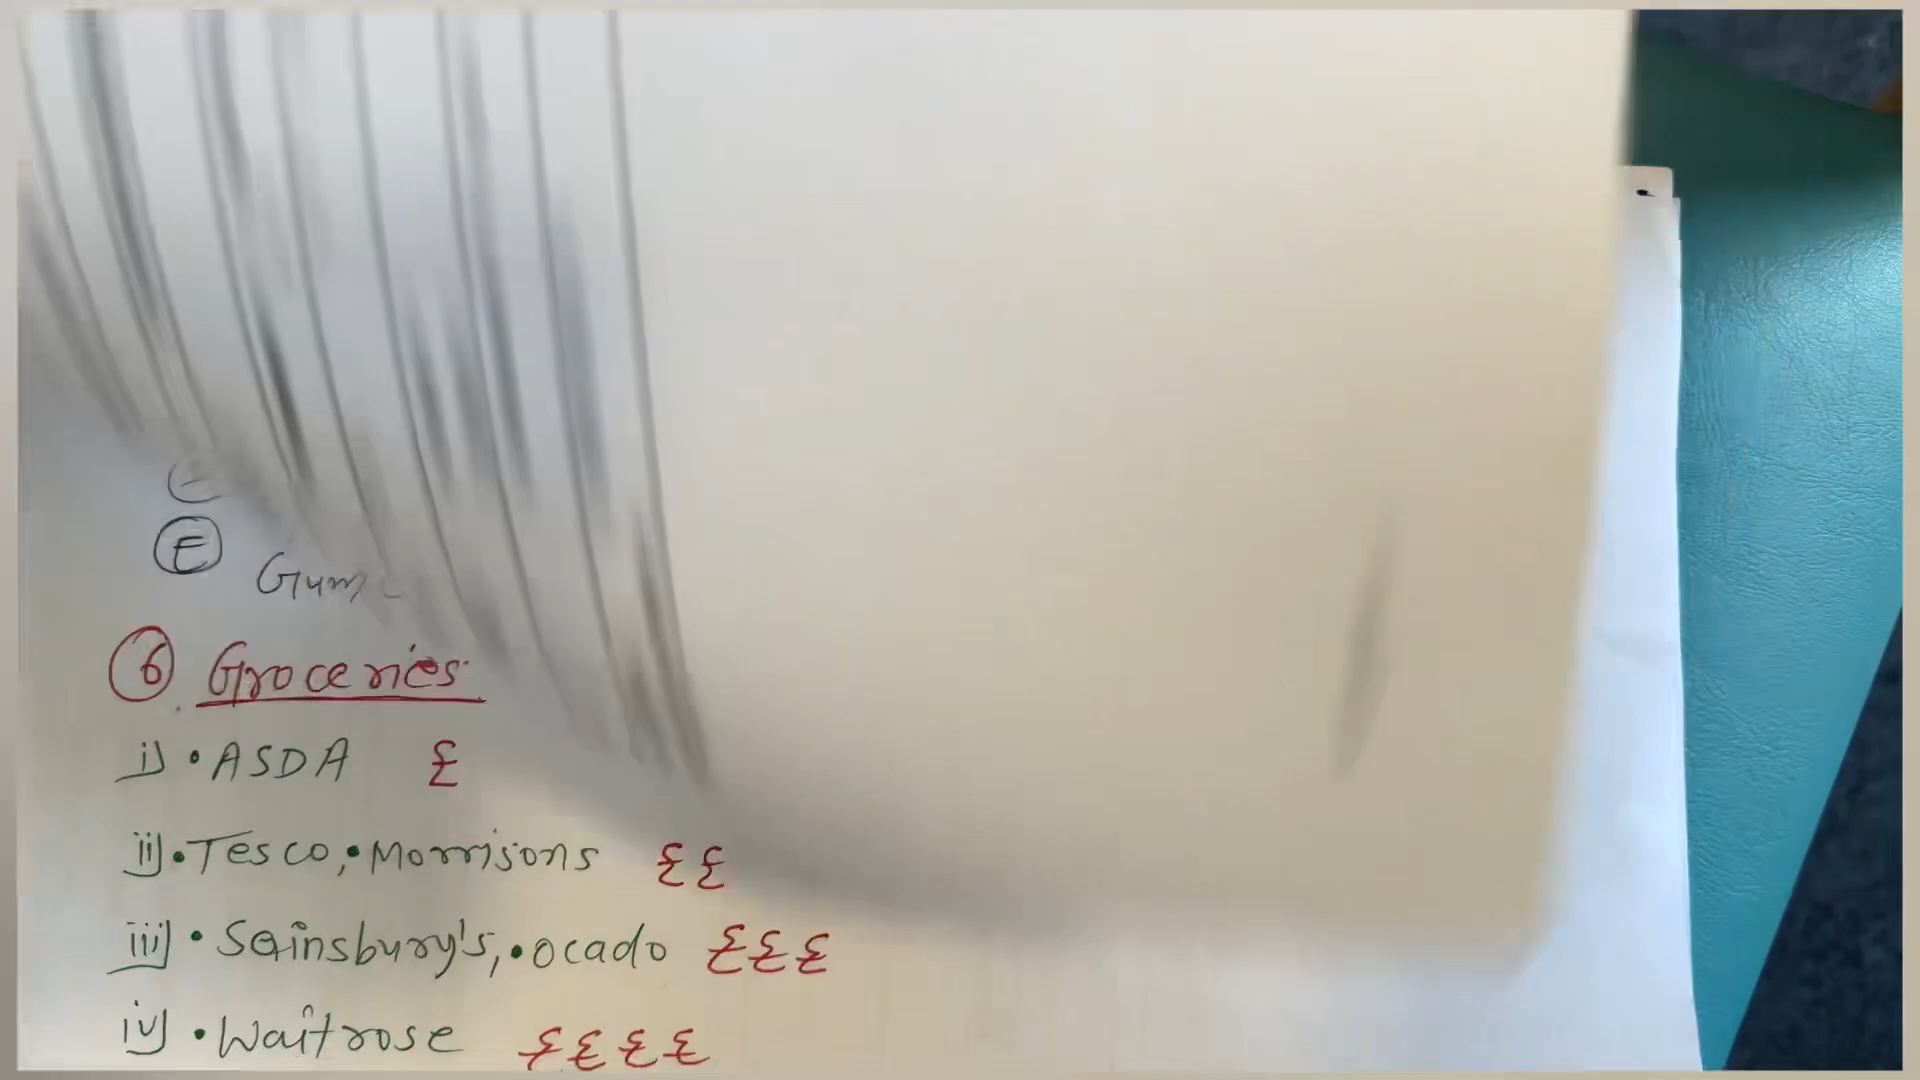 E
Gum
6 Groceries
i) • ASDA £
ii) • Tesco, • Morrisons ££
iii) • Sainsbury's, • ocado £££
iv) • Waitrose ££££